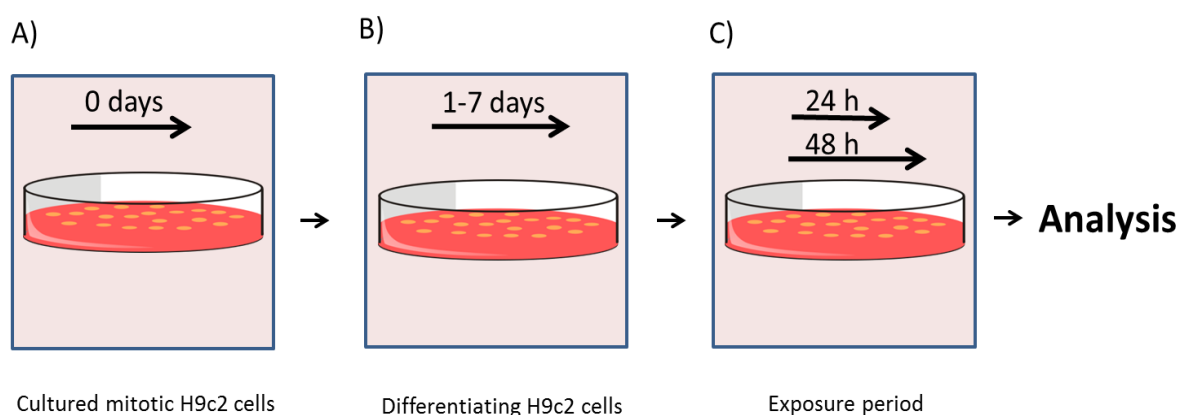 A)
B)
C)
0 days
1-7 days
24 h
48 h
Analysis
Cultured mitotic H9c2 cells
Differentiating H9c2 cells
Exposure period